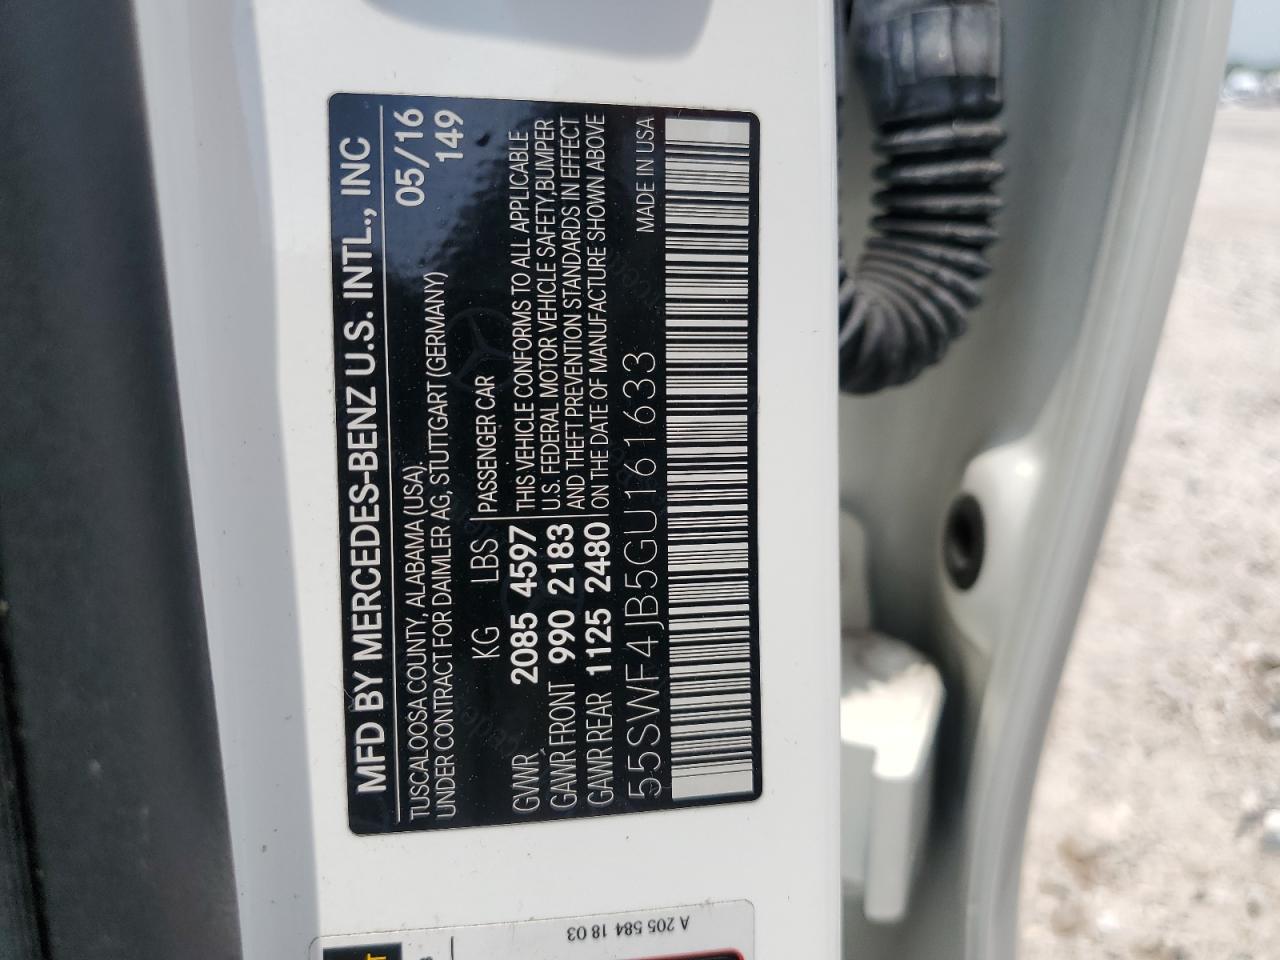 MFD BY MERCEDES-BENZ U.S. INTL., INC
TUSCALOOSA COUNTY, ALABAMA (USA). 05/16
UNDER CONTRACT FOR DAIMLER AG, STUTTGART (GERMANY) 149
KG LBS PASSENGER CAR
GVWR 2085 4597 THIS VEHICLE CONFORMS TO ALL APPLICABLE
GAWR FRONT 990 2183 U.S. FEDERAL MOTOR VEHICLE SAFETY,BUMPER
AND THEFT PREVENTION STANDARDS IN EFFECT
GAWR REAR 1125 2480 ON THE DATE OF MANUFACTURE SHOWN ABOVE
55SWF4JB5GU161633 MADE IN USA
A 205 584 18 03